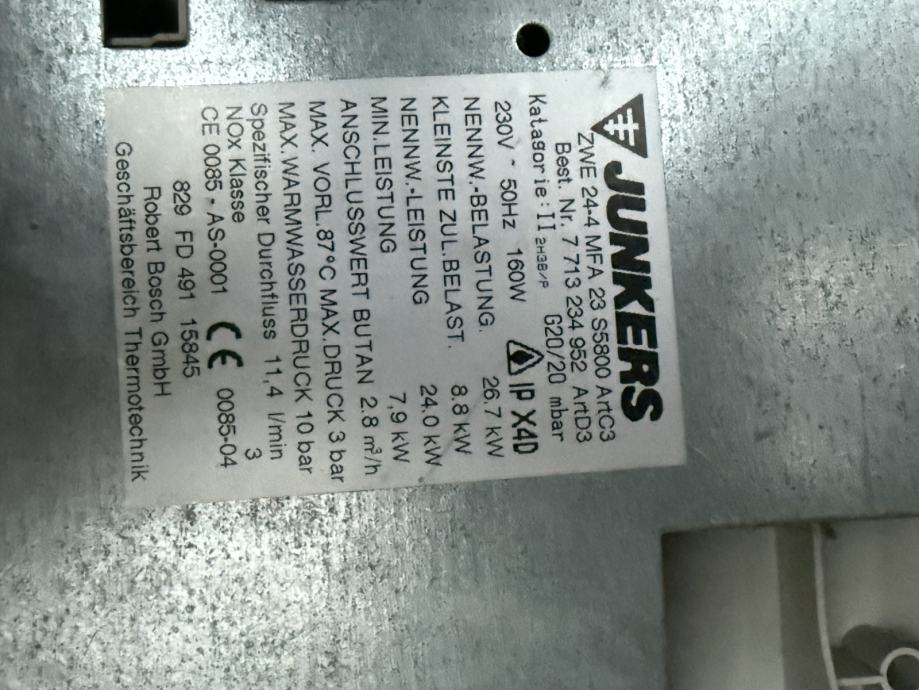 JUNKERS
ZWE 24-4 MFA 23 S5800 ArtC3
Best. Nr. 7 713 234 952 ArtD3
Katagorie: II 2H3B/P G20/20 mbar
230V ~ 50Hz 160W IP X4D
NENNW.-BELASTUNG. 26.7 kW
KLEINSTE ZUL.BELAST. 8.8 kW
NENNW.-LEISTUNG 24.0 kW
MIN.LEISTUNG 7,9 kW
ANSCHLUSSWERT BUTAN 2.8 m³/h
MAX. VORL.87°C MAX.DRUCK 3 bar
MAX.WARMWASSERDRUCK 10 bar
Spezifischer Durchfluss 11,4 l/min
NOX Klasse 3
CE 0085 - AS-0001 CE 0085-04
829 FD 491 15845
Robert Bosch GmbH
Geschäftsbereich Thermotechnik